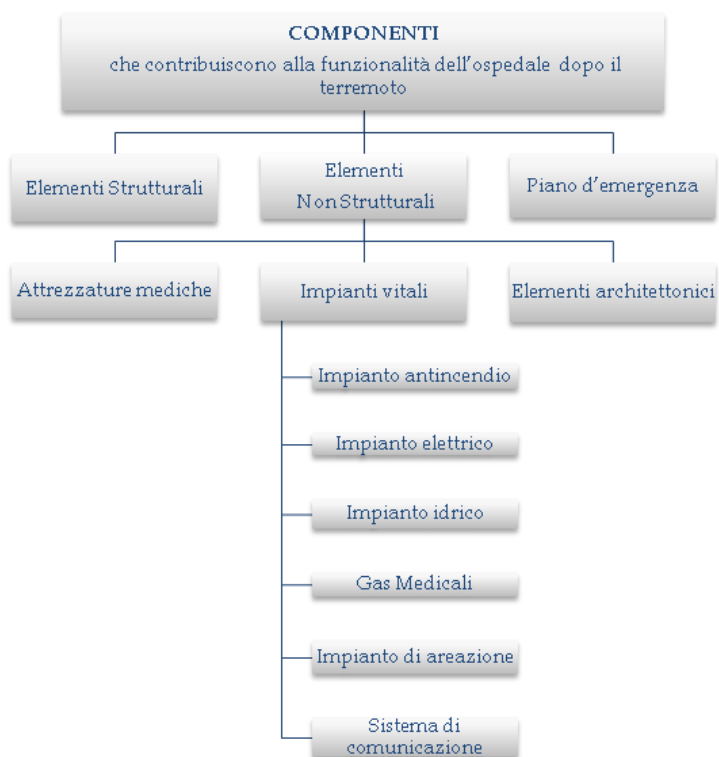 COMPONENTI
che contribuiscono alla funzionalità dell'ospedale dopo il
terremoto
Elementi Strutturali
Elementi
Non Strutturali
Piano d'emergenza
Attrezzature mediche
Impianti vitali
Elementi architettonici
Impianto antincendio
Impianto elettrico
Impianto idrico
Gas Medicali
Impianto di areazione
Sistema di
comunicazione